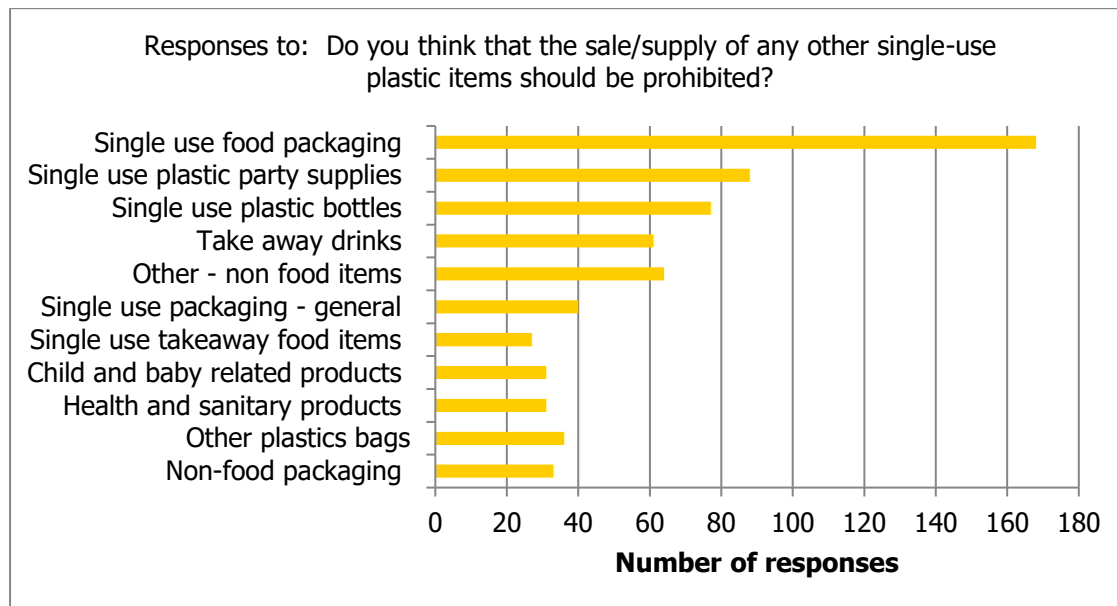 Responses to: Do you think that the sale/supply of any other single-use
plastic items should be prohibited?
Single use food packaging
Single use plastic party supplies
Single use plastic bottles
Take away drinks
Other - non food items
Single use packaging - general
Single use takeaway food items
Child and baby related products
Health and sanitary products
Other plastics bags
Non-food packaging
0 20 40 60 80 100 120 140 160 180
Number of responses